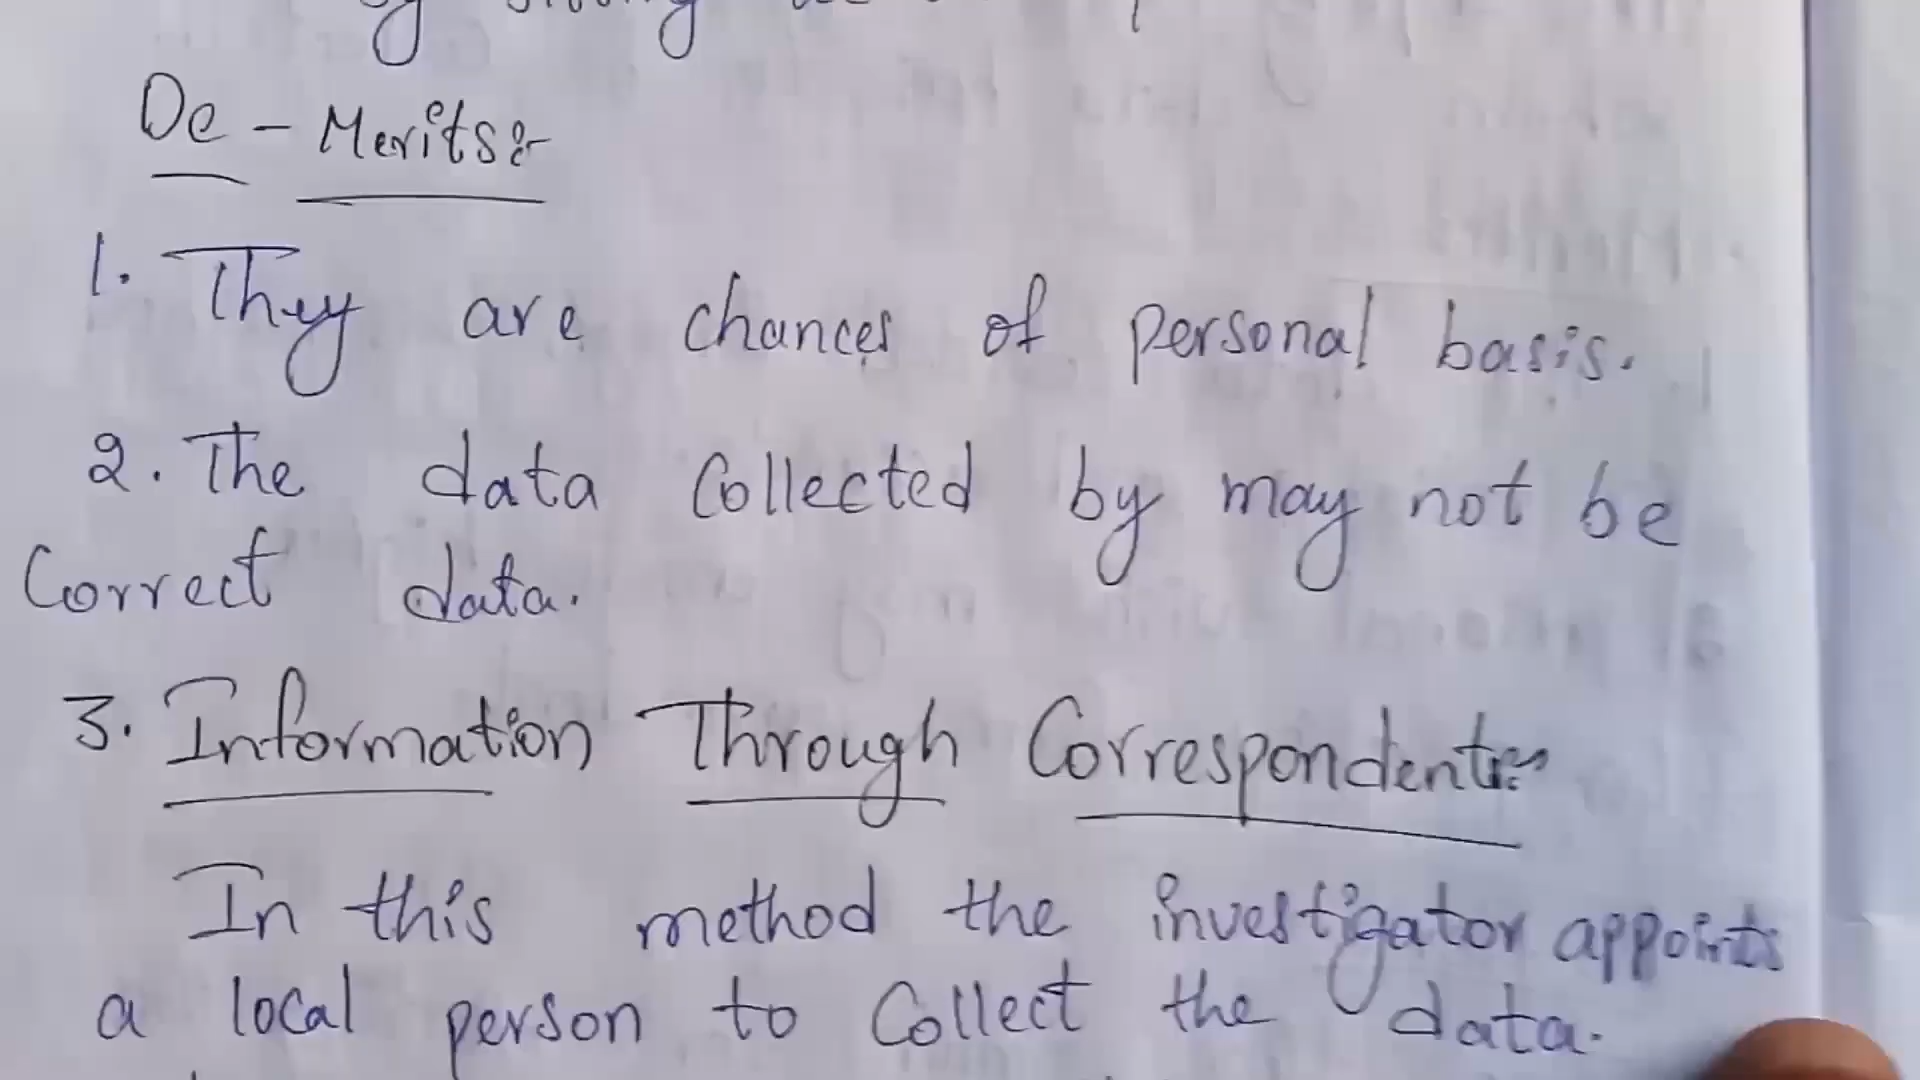 De - Merits:-
1. They are chances of personal basis.
2. The data Collected by may not be
Correct data.
3. Information Through Correspondents:-
In this method the investigator appoints
a local person to Collect the data.